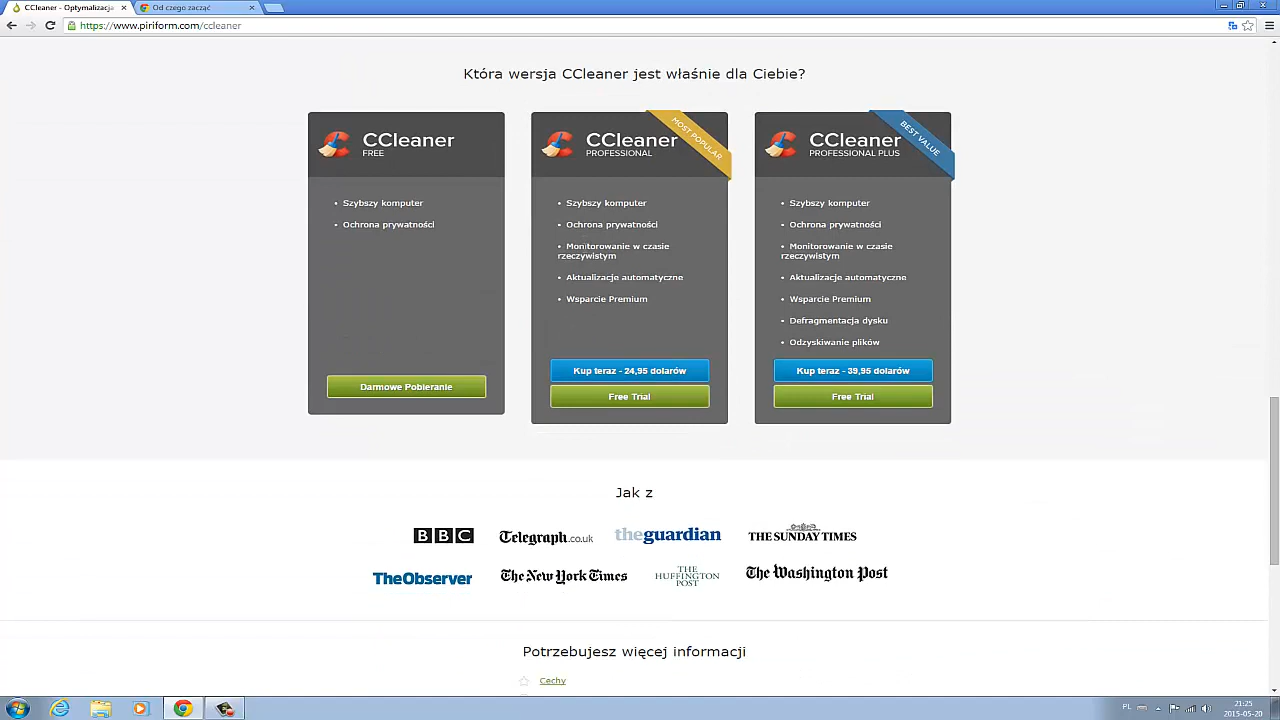 CCleaner - Optymalizacja
Od czego zacząć
https://www.piriform.com/ccleaner
Która wersja CCleaner jest właśnie dla Ciebie?
CCleaner
FREE
• Szybszy komputer
• Ochrona prywatności
Darmowe Pobieranie
CCleaner
PROFESSIONAL
MOST POPULAR
• Szybszy komputer
• Ochrona prywatności
• Monitorowanie w czasie
rzeczywistym
• Aktualizacje automatyczne
• Wsparcie Premium
Kup teraz - 24,95 dolarów
Free Trial
CCleaner
PROFESSIONAL PLUS
BEST VALUE
• Szybszy komputer
• Ochrona prywatności
• Monitorowanie w czasie
rzeczywistym
• Aktualizacje automatyczne
• Wsparcie Premium
• Defragmentacja dysku
• Odzyskiwanie plików
Kup teraz - 39,95 dolarów
Free Trial
Jak z
BBC
Telegraph.co.uk
theguardian
THE SUNDAY TIMES
TheObserver
The New York Times
THE
HUFFINGTON
POST
The Washington Post
Potrzebujesz więcej informacji
Cechy
PL
21:25
2015-05-20